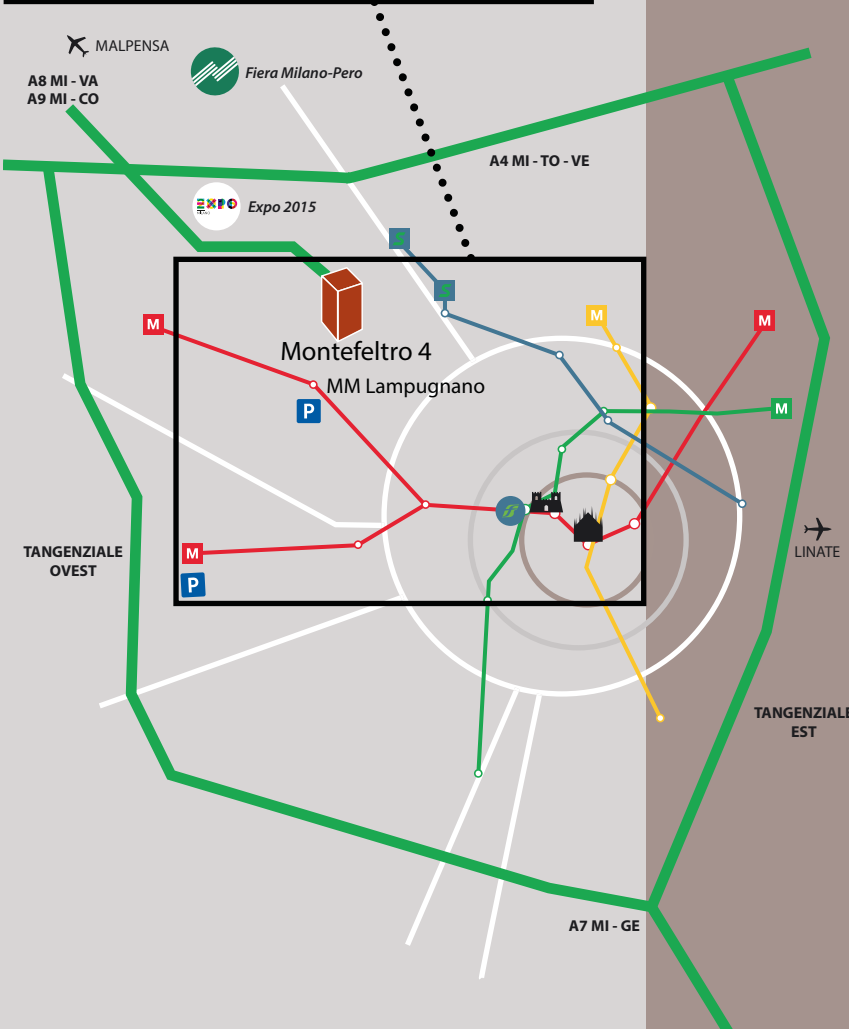 MALPENSA
A8 MI - VA
A9 MI - CO
Fiera Milano-Pero
A4 MI - TO - VE
EXPO
MILANO
Expo 2015
S
S
M
M
M
Montefeltro 4
MM Lampugnano
P
M
TANGENZIALE
OVEST
LINATE
M
P
TANGENZIALE
EST
A7 MI - GE